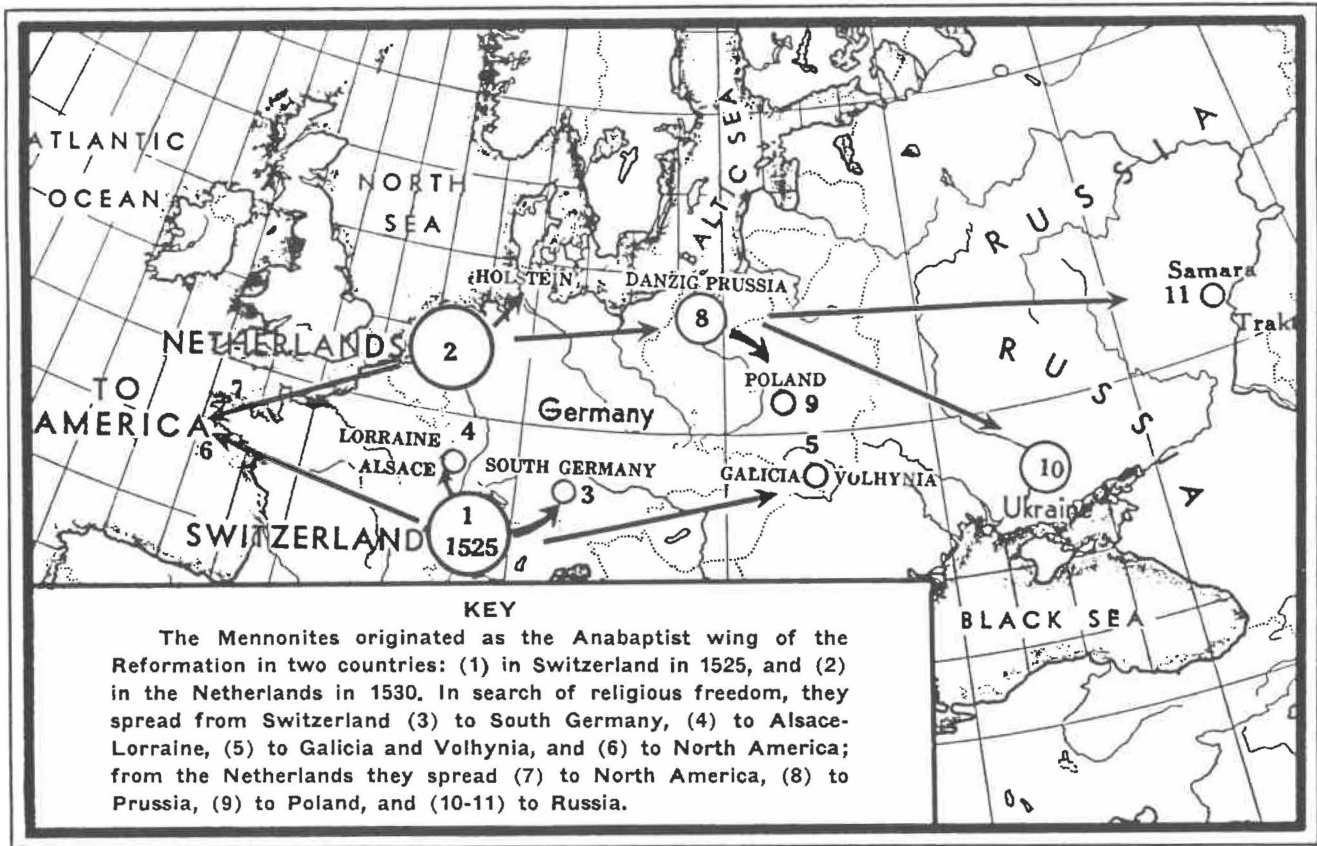 ATLANTIC
OCEAN
NORTH
SEA
BALT C SEA
R U S S I A
HOLSTEIN
DANZIG PRUSSIA
Samara
11
Trakt
8
NETHERLANDS
2
R U S S A
TO
AMERICA
7
6
POLAND
9
Germany
4
LORRAINE
ALSACE
5
SOUTH GERMANY
3
GALICIA
VOLHYNIA
10
Ukraine
SWITZERLAND
1
1525
BLACK SEA
KEY
The Mennonites originated as the Anabaptist wing of the
Reformation in two countries: (1) in Switzerland in 1525, and (2)
in the Netherlands in 1530. In search of religious freedom, they
spread from Switzerland (3) to South Germany, (4) to Alsace-
Lorraine, (5) to Galicia and Volhynia, and (6) to North America;
from the Netherlands they spread (7) to North America, (8) to
Prussia, (9) to Poland, and (10-11) to Russia.